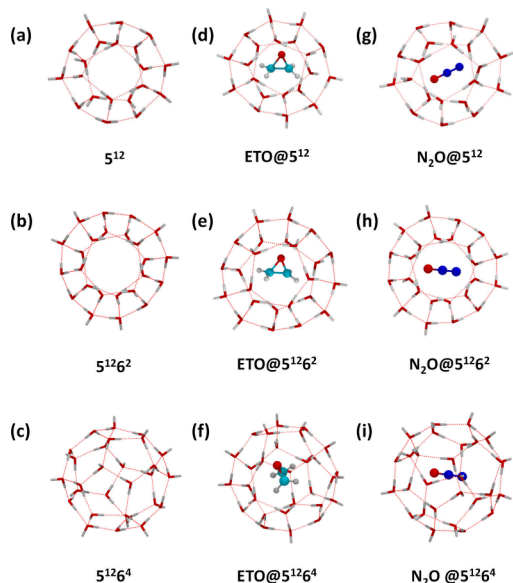 (a) (d) (g)
5¹² ETO@5¹² N₂O@5¹²
(b) (e) (h)
5¹²6² ETO@5¹²6² N₂O@5¹²6²
(c) (f) (i)
5¹²6⁴ ETO@5¹²6⁴ N₂O @5¹²6⁴